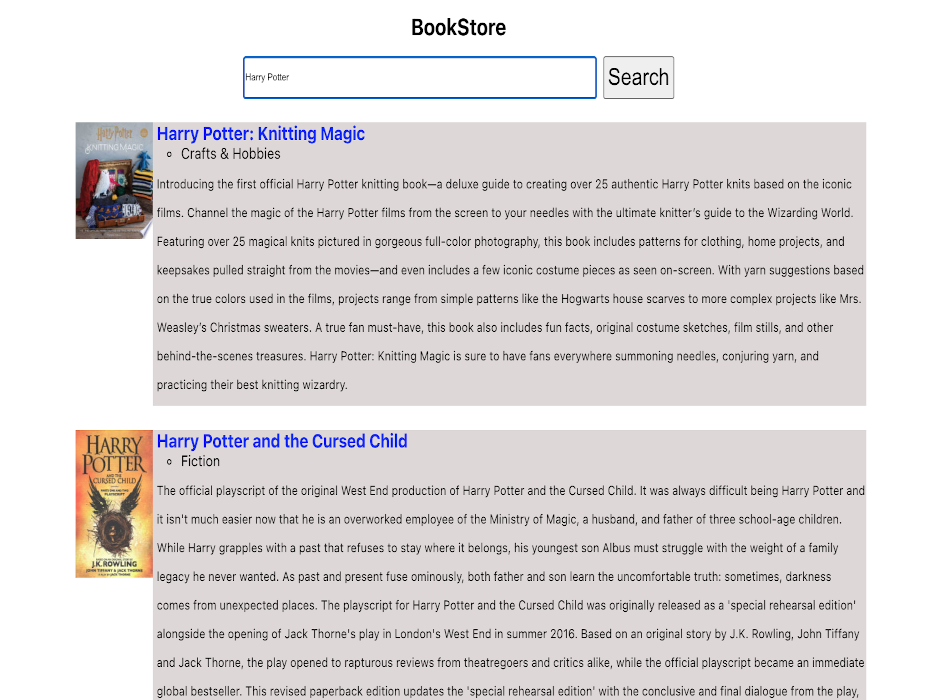 BookStore
Harry Potter
Search
Harry Potter
KNITTING MAGIC
Harry Potter: Knitting Magic
Crafts & Hobbies
Introducing the first official Harry Potter knitting book—a deluxe guide to creating over 25 authentic Harry Potter knits based on the iconic
films. Channel the magic of the Harry Potter films from the screen to your needles with the ultimate knitter’s guide to the Wizarding World.
Featuring over 25 magical knits pictured in gorgeous full-color photography, this book includes patterns for clothing, home projects, and
keepsakes pulled straight from the movies—and even includes a few iconic costume pieces as seen on-screen. With yarn suggestions based
on the true colors used in the films, projects range from simple patterns like the Hogwarts house scarves to more complex projects like Mrs.
Weasley’s Christmas sweaters. A true fan must-have, this book also includes fun facts, original costume sketches, film stills, and other
behind-the-scenes treasures. Harry Potter: Knitting Magic is sure to have fans everywhere summoning needles, conjuring yarn, and
practicing their best knitting wizardry.
HARRY
POTTER
AND THE
CURSED CHILD
J.K.ROWLING
JOHN TIFFANY & JACK THORNE
Harry Potter and the Cursed Child
Fiction
The official playscript of the original West End production of Harry Potter and the Cursed Child. It was always difficult being Harry Potter and
it isn't much easier now that he is an overworked employee of the Ministry of Magic, a husband, and father of three school-age children.
While Harry grapples with a past that refuses to stay where it belongs, his youngest son Albus must struggle with the weight of a family
legacy he never wanted. As past and present fuse ominously, both father and son learn the uncomfortable truth: sometimes, darkness
comes from unexpected places. The playscript for Harry Potter and the Cursed Child was originally released as a 'special rehearsal edition'
alongside the opening of Jack Thorne's play in London's West End in summer 2016. Based on an original story by J.K. Rowling, John Tiffany
and Jack Thorne, the play opened to rapturous reviews from theatregoers and critics alike, while the official playscript became an immediate
global bestseller. This revised paperback edition updates the 'special rehearsal edition' with the conclusive and final dialogue from the play,